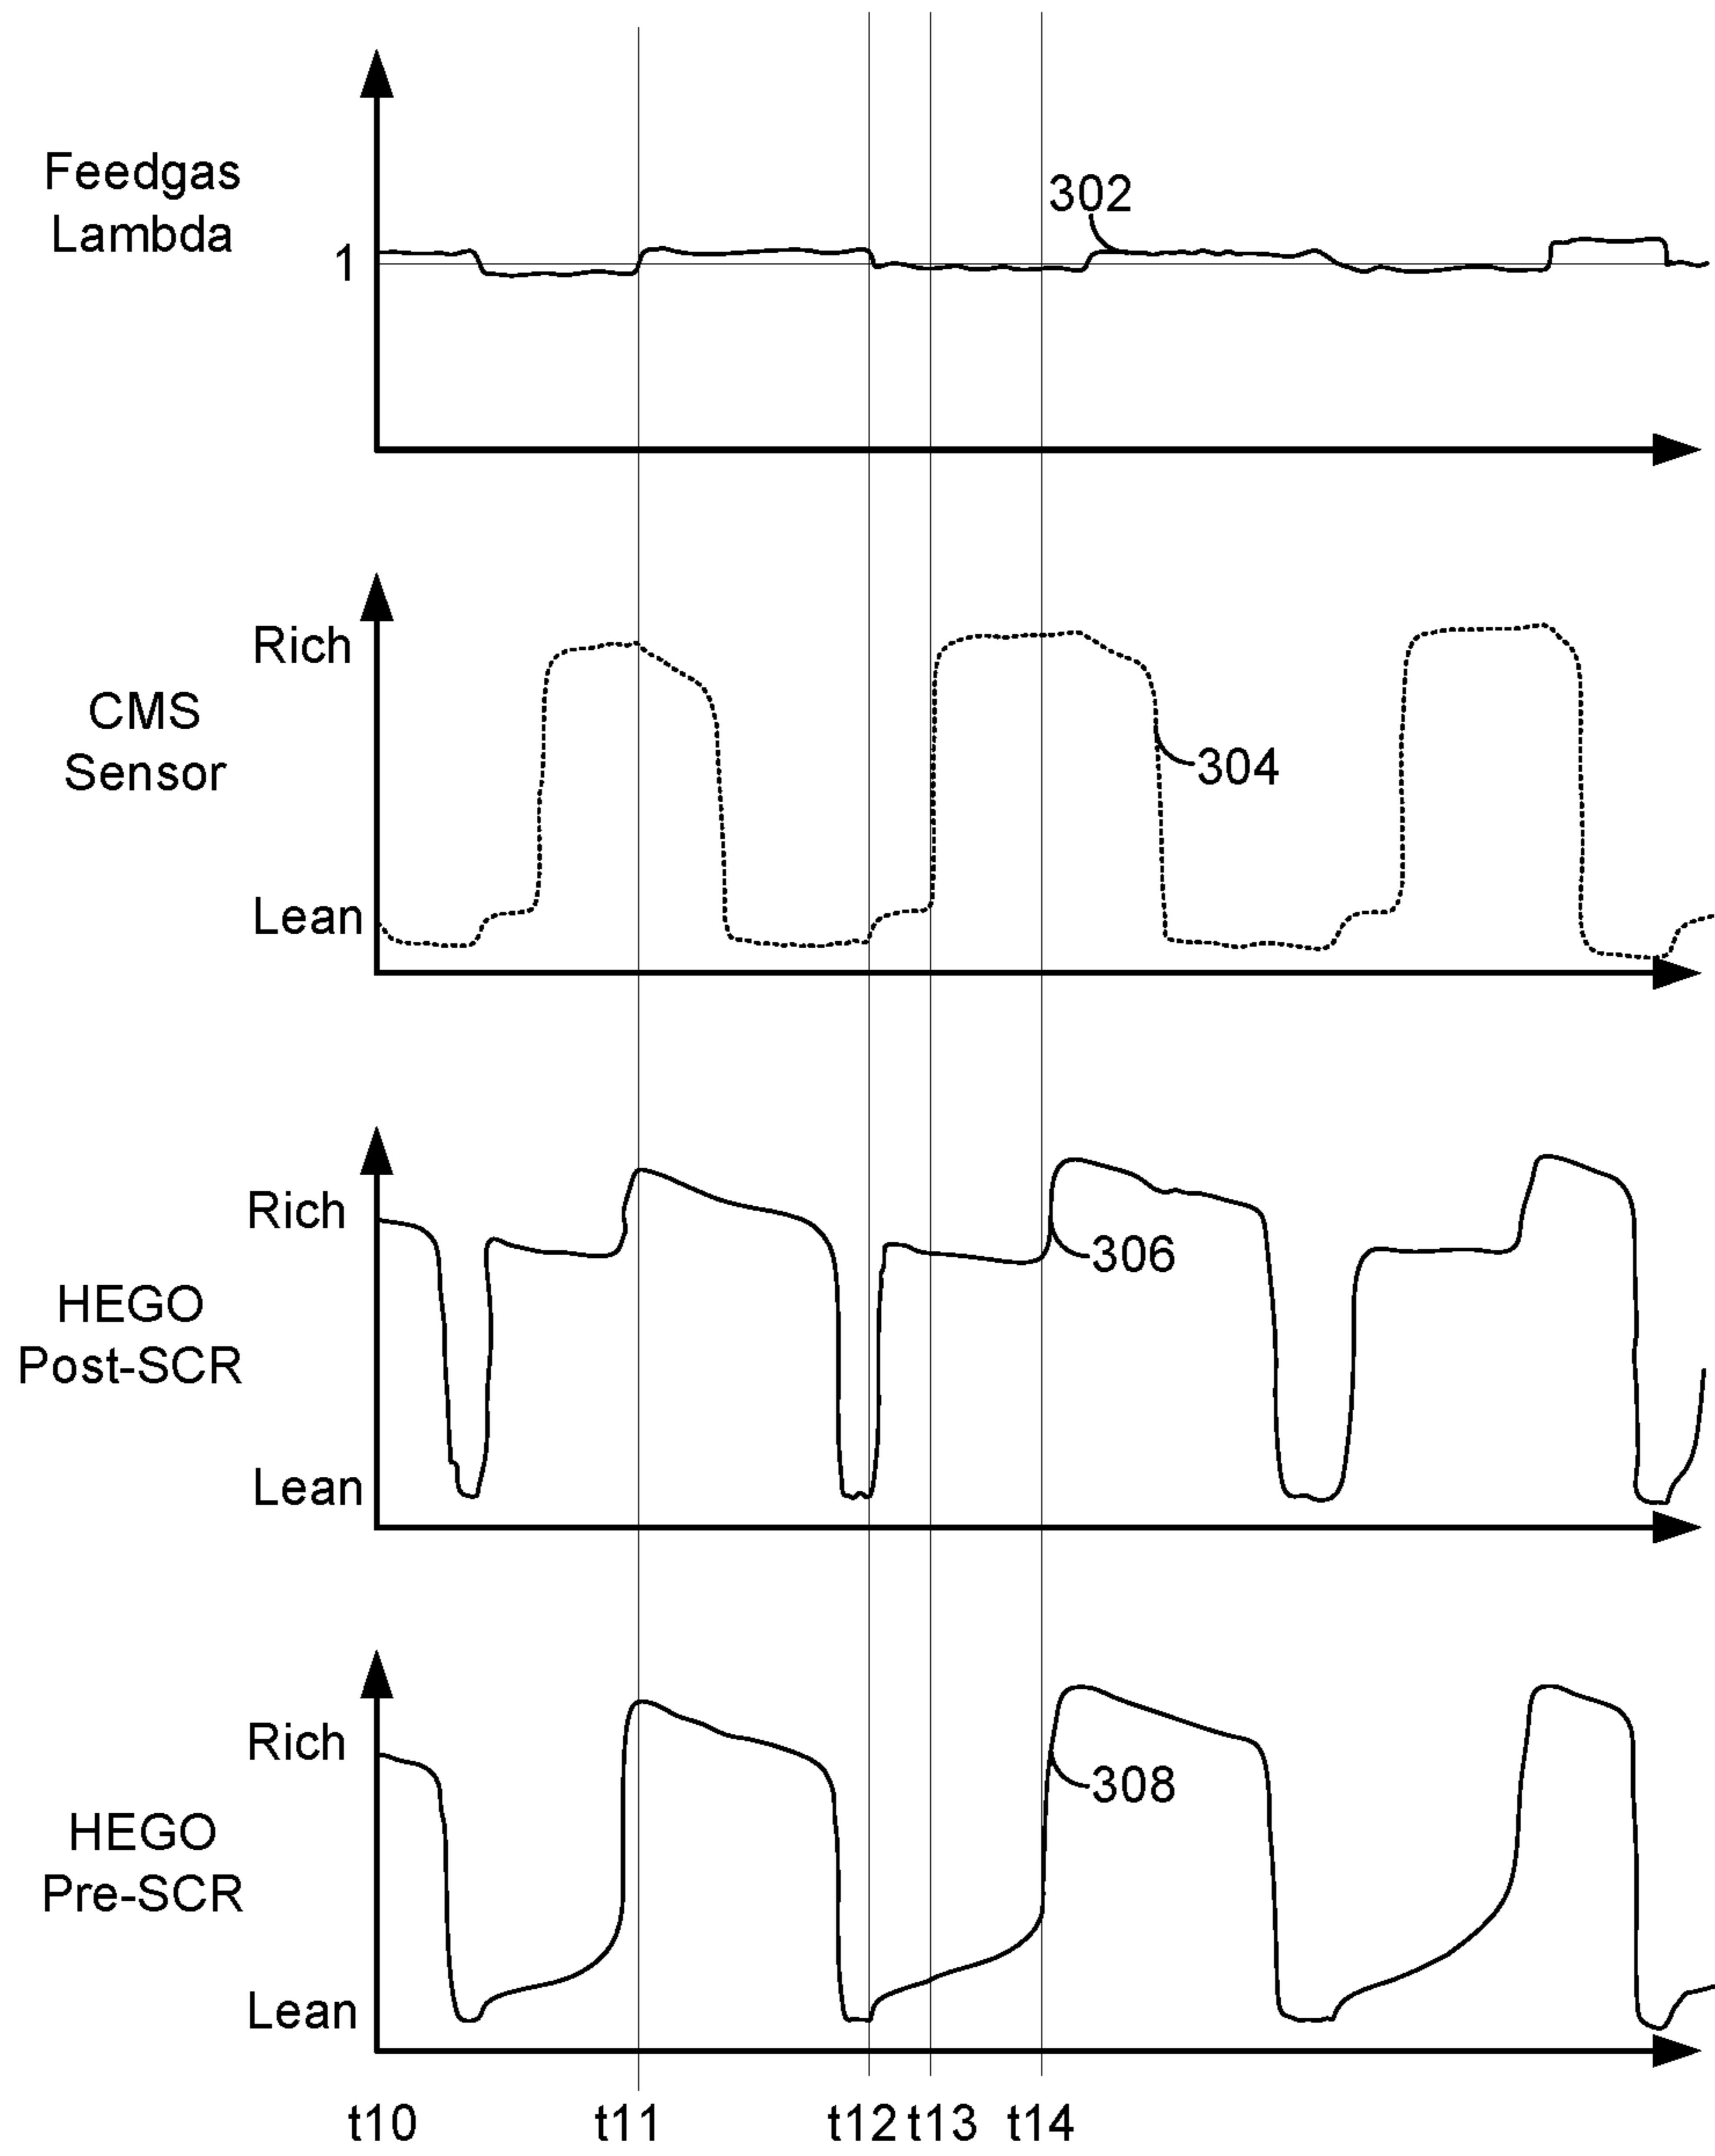 Feedgas
Lambda
1
302
Rich
CMS
Sensor
304
Lean
Rich
306
HEGO
Post-SCR
Lean
Rich
308
HEGO
Pre-SCR
Lean
t10 t11 t12 t13 t14